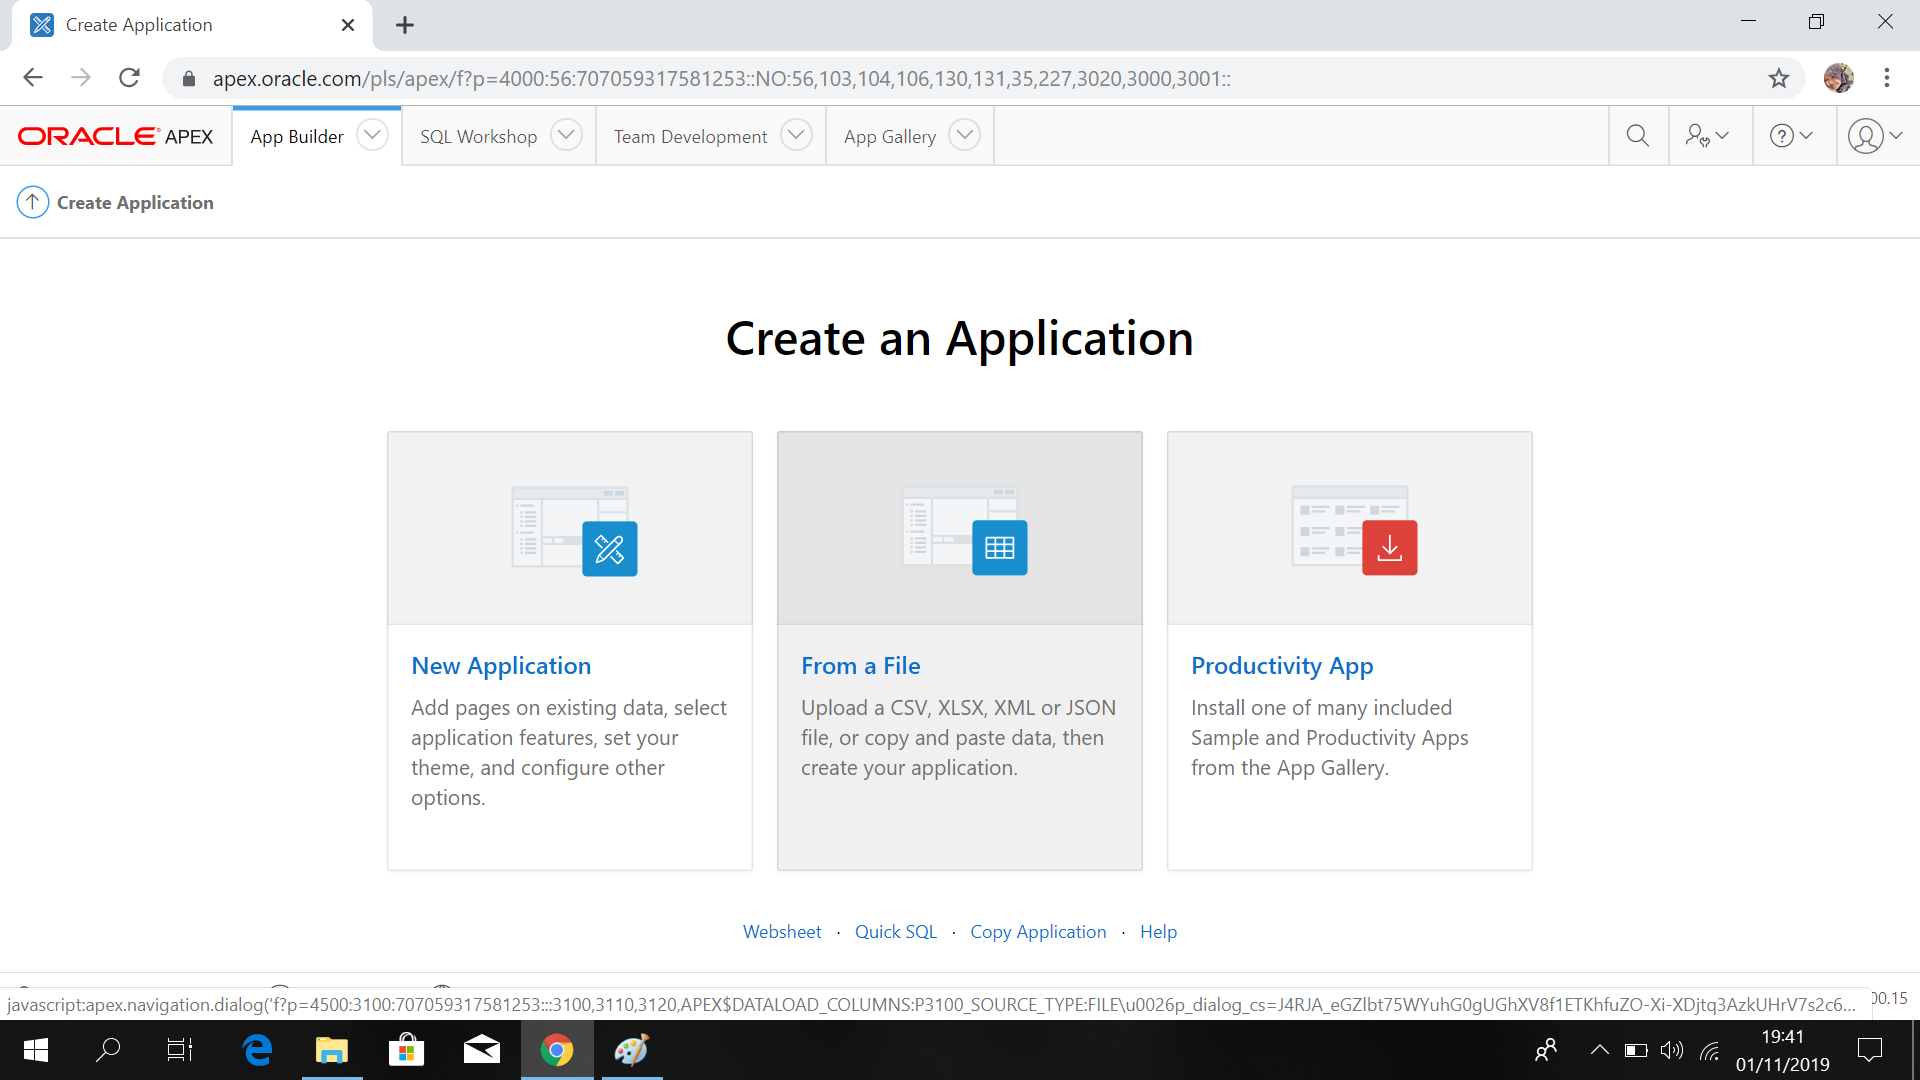 Create Application
apex.oracle.com/pls/apex/f?p=4000:56:707059317581253::NO:56,103,104,106,130,131,35,227,3020,3000,3001::
ORACLE APEX
App Builder
SQL Workshop
Team Development
App Gallery
Create Application
Create an Application
New Application
Add pages on existing data, select
application features, set your
theme, and configure other
options.
From a File
Upload a CSV, XLSX, XML or JSON
file, or copy and paste data, then
create your application.
Productivity App
Install one of many included
Sample and Productivity Apps
from the App Gallery.
Websheet · Quick SQL · Copy Application · Help
javascript:apex.navigation.dialog('f?p=4500:3100:707059317581253:::3100,3110,3120,APEX$DATALOAD_COLUMNS:P3100_SOURCE_TYPE:FILE\u0026p_dialog_cs=J4RJA_eGZlbt75WYuhG0gUGhXV8f1ETKhfuZO-Xi-XDjtq3AzkUHrV7s2c6...
00.15
19:41
01/11/2019